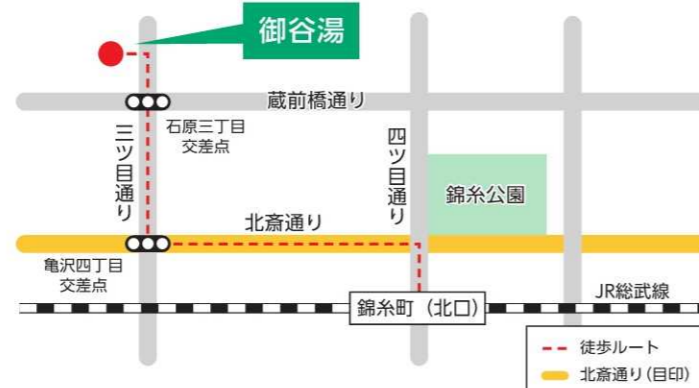 御谷湯
蔵前橋通り
石原三丁目
交差点
三ツ目通り
四ツ目通り
錦糸公園
北斎通り
亀沢四丁目
交差点
JR総武線
錦糸町（北口）
徒歩ルート
北斎通り(目印)